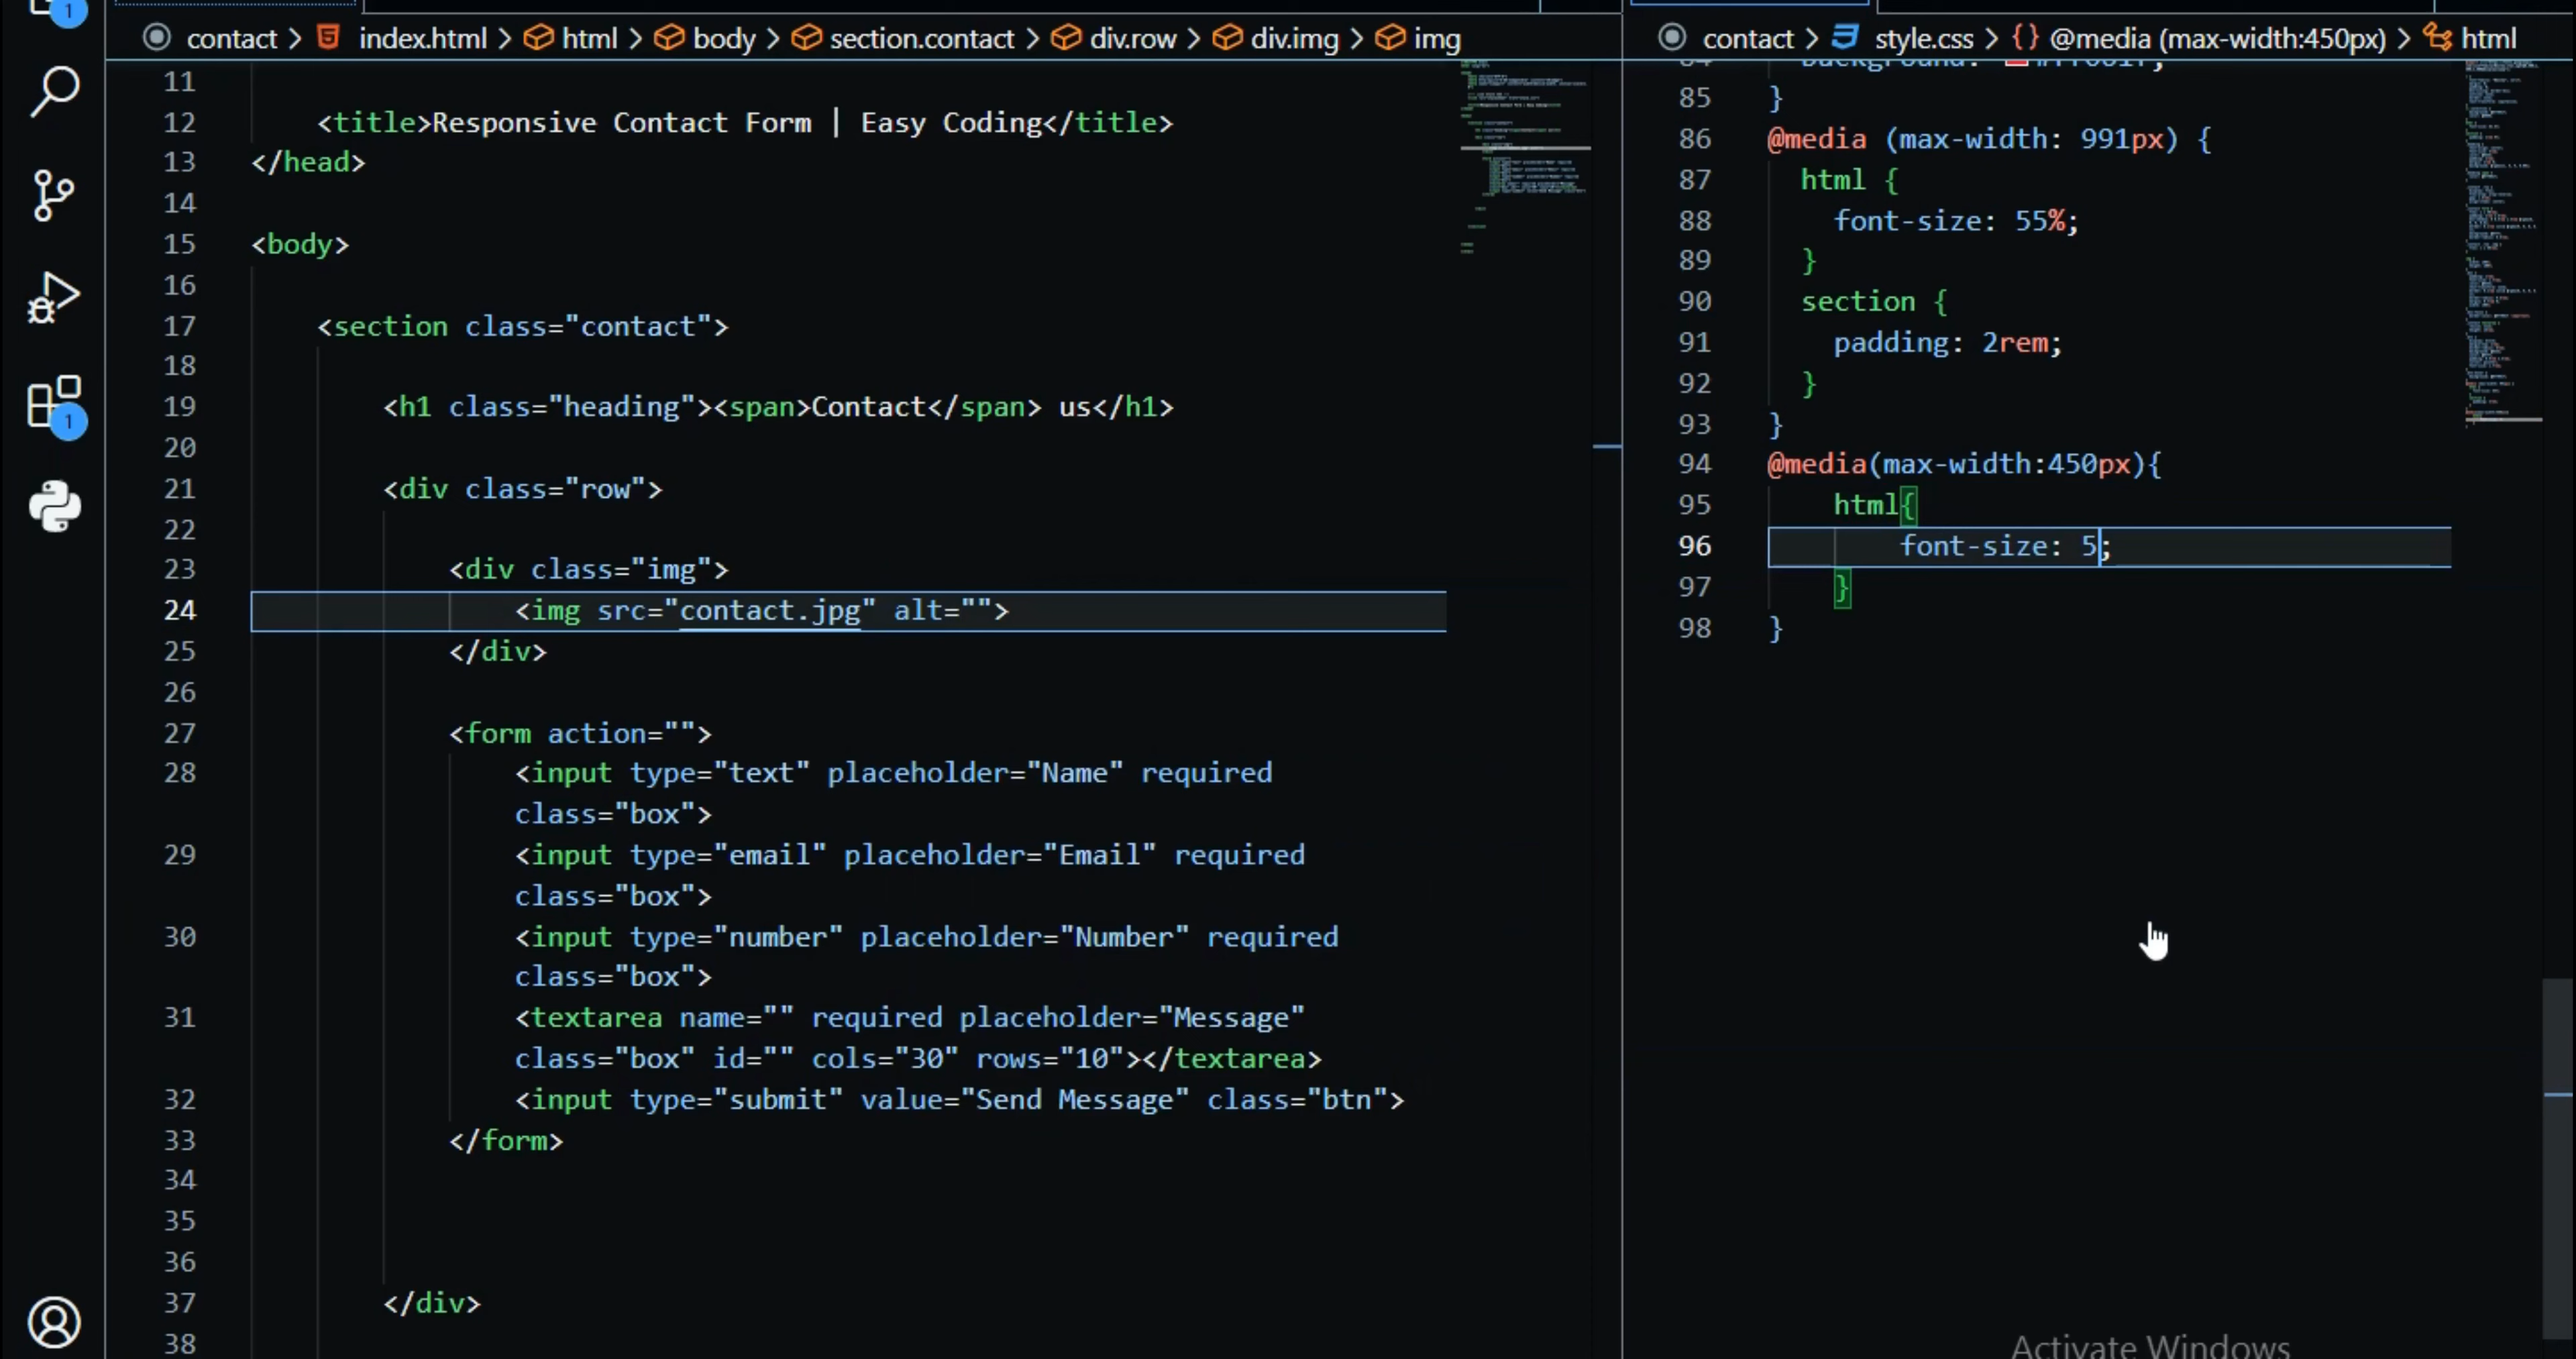 1
contact > index.html > html > body > section.contact > div.row > div.img > img
11
12 <title>Responsive Contact Form | Easy Coding</title>
13 </head>
14
15 <body>
16
17 <section class="contact">
18
19 <h1 class="heading"><span>Contact</span> us</h1>
20
21 <div class="row">
22
23 <div class="img">
24 <img src="contact.jpg" alt="">
25 </div>
26
27 <form action="">
28 <input type="text" placeholder="Name" required
class="box">
29 <input type="email" placeholder="Email" required
class="box">
30 <input type="number" placeholder="Number" required
class="box">
31 <textarea name="" required placeholder="Message"
class="box" id="" cols="30" rows="10"></textarea>
32 <input type="submit" value="Send Message" class="btn">
33 </form>
34
35
36
37 </div>
38
1
contact > style.css > {} @media (max-width:450px) > html
85 }
86 @media (max-width: 991px) {
87 html {
88 font-size: 55%;
89 }
90 section {
91 padding: 2rem;
92 }
93 }
94 @media(max-width:450px){
95 html{
96 font-size: 5;
97 }
98 }
Activate Windows